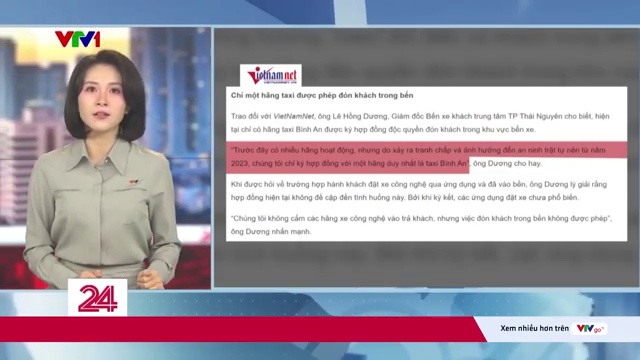 VTV1
vietnamnet
VIETNAMNET.VN
Chỉ một hãng taxi được phép đón khách trong bến
Trao đổi với VietNamNet, ông Lê Hồng Dương, Giám đốc Bến xe khách trung tâm TP Thái Nguyên cho biết, hiện
tại chỉ có hãng taxi Bình An được ký hợp đồng độc quyền đón khách trong khu vực bến xe.
“Trước đây có nhiều hãng hoạt động, nhưng do xảy ra tranh chấp và ảnh hưởng đến an ninh trật tự nên từ năm
2023, chúng tôi chỉ ký hợp đồng với một hãng duy nhất là taxi Bình An”, ông Dương cho hay.
Khi được hỏi về trường hợp hành khách đặt xe công nghệ qua ứng dụng và đã vào bến, ông Dương lý giải rằng
hợp đồng hiện tại không đề cập đến tình huống này. Bởi khi ký kết, các ứng dụng đặt xe chưa phổ biến.
“Chúng tôi không cấm các hãng xe công nghệ vào trả khách, nhưng việc đón khách trong bến không được phép”,
ông Dương nhấn mạnh.
24
Xem nhiều hơn trên
VTV
go